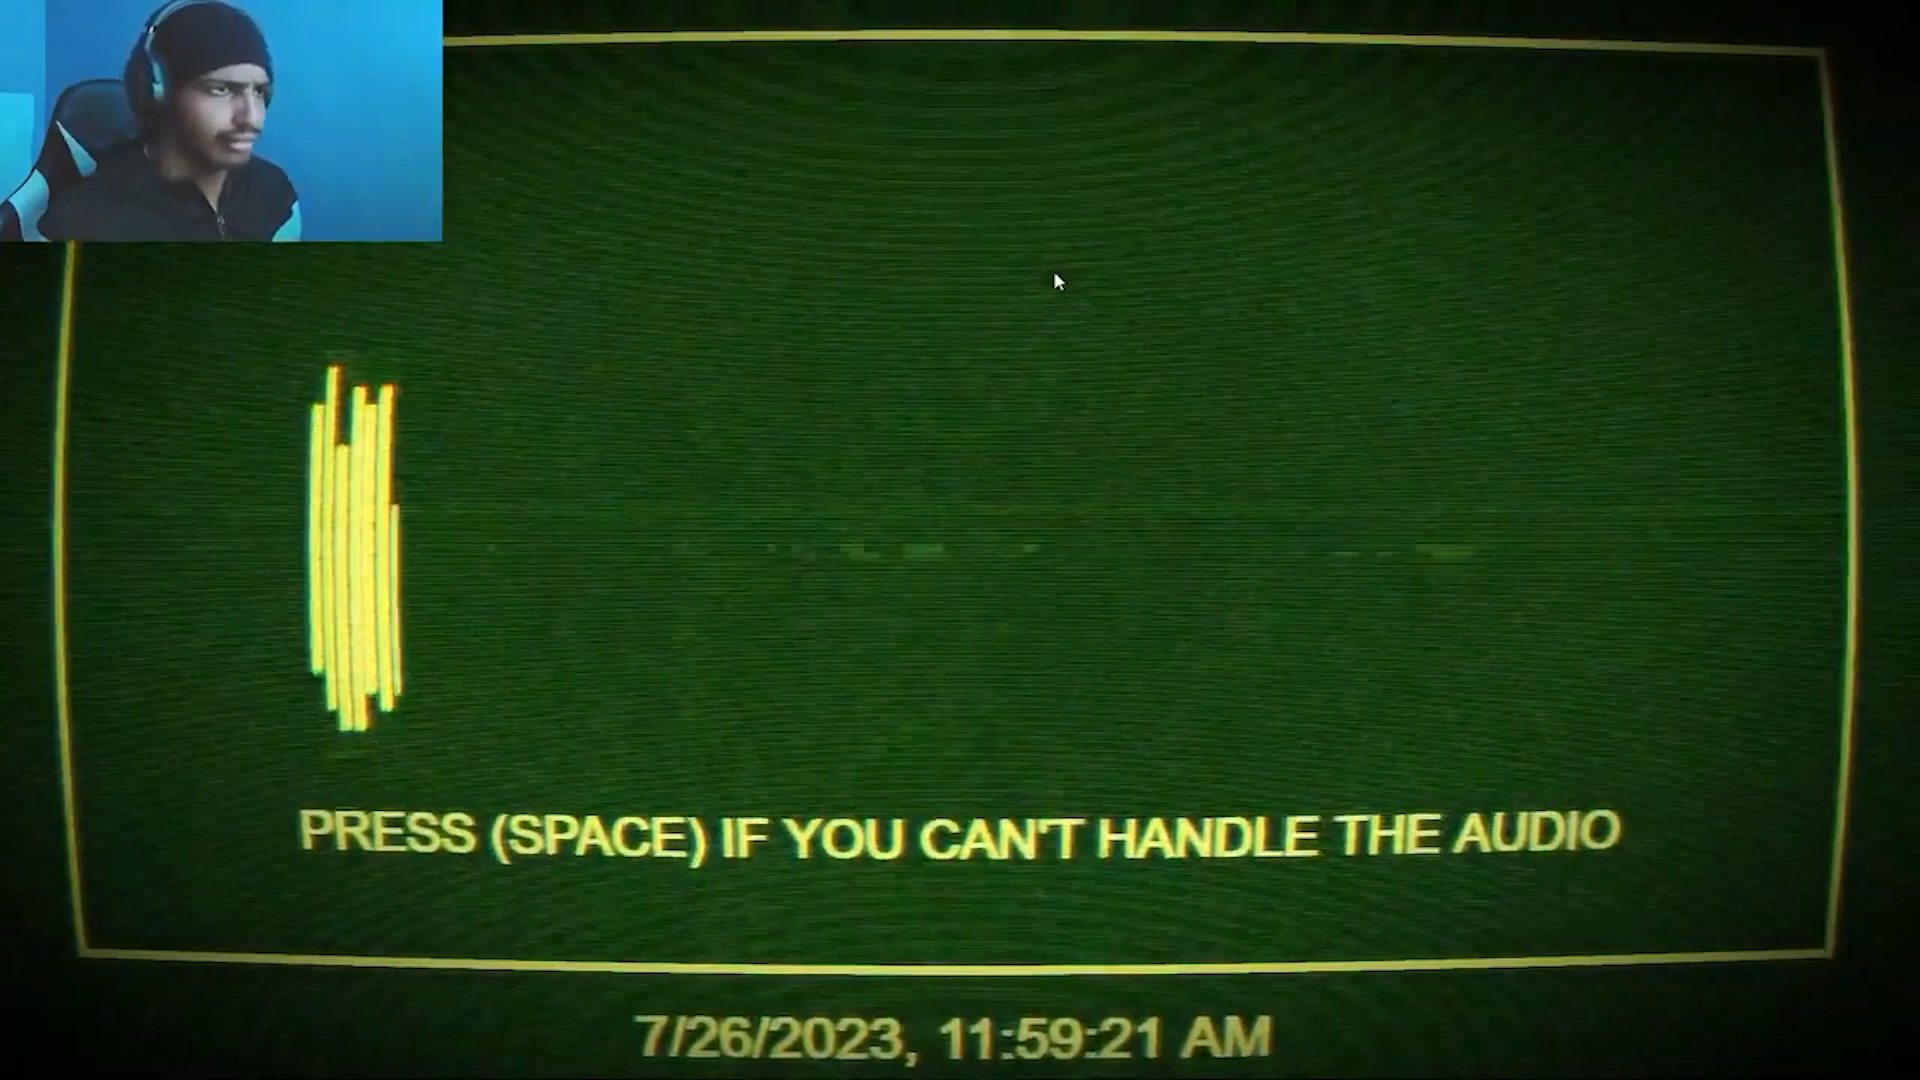 PRESS (SPACE) IF YOU CAN'T HANDLE THE AUDIO
7/26/2023, 11:59:21 AM